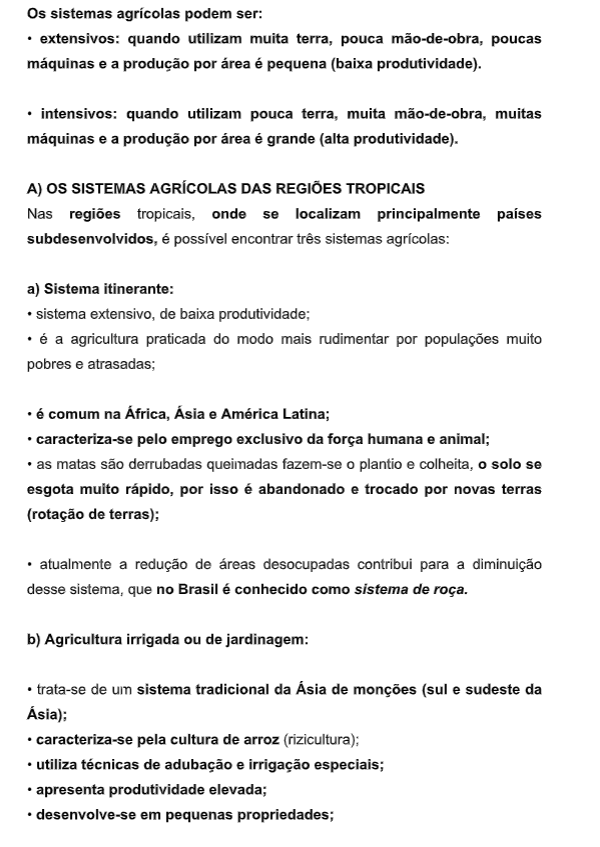 Os sistemas agrícolas podem ser:
• extensivos: quando utilizam muita terra, pouca mão-de-obra, poucas
máquinas e a produção por área é pequena (baixa produtividade).
• intensivos: quando utilizam pouca terra, muita mão-de-obra, muitas
máquinas e a produção por área é grande (alta produtividade).
A) OS SISTEMAS AGRÍCOLAS DAS REGIÕES TROPICAIS
Nas regiões tropicais, onde se localizam principalmente países
subdesenvolvidos, é possível encontrar três sistemas agrícolas:
a) Sistema itinerante:
• sistema extensivo, de baixa produtividade;
• é a agricultura praticada do modo mais rudimentar por populações muito
pobres e atrasadas;
• é comum na África, Ásia e América Latina;
• caracteriza-se pelo emprego exclusivo da força humana e animal;
• as matas são derrubadas queimadas fazem-se o plantio e colheita, o solo se
esgota muito rápido, por isso é abandonado e trocado por novas terras
(rotação de terras);
• atualmente a redução de áreas desocupadas contribui para a diminuição
desse sistema, que no Brasil é conhecido como sistema de roça.
b) Agricultura irrigada ou de jardinagem:
• trata-se de um sistema tradicional da Ásia de monções (sul e sudeste da
Ásia);
• caracteriza-se pela cultura de arroz (rizicultura);
• utiliza técnicas de adubação e irrigação especiais;
• apresenta produtividade elevada;
• desenvolve-se em pequenas propriedades;